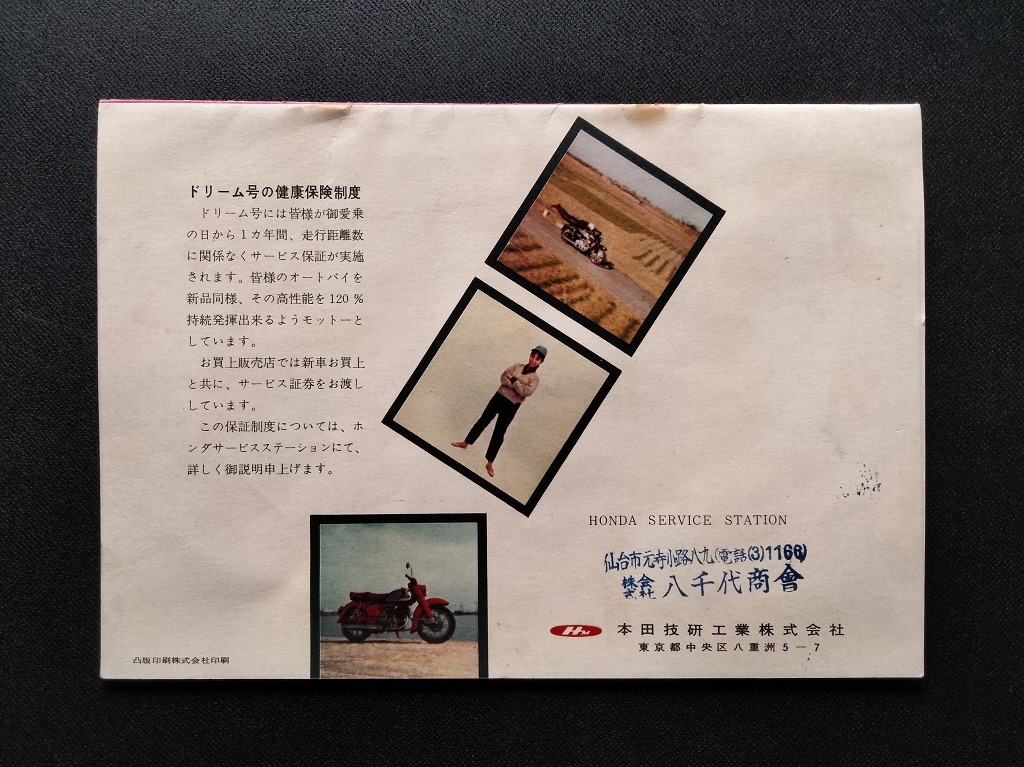 ドリーム号の健康保険制度
ドリーム号には皆様が御愛乗
の日から1カ年間、走行距離数
に関係なくサービス保証が実施
されます。皆様のオートバイを
新品同様、その高性能を120％
持続発揮出来るようモットーと
しています。
お買上販売店では新車お買上
と共に、サービス証券をお渡し
しています。
この保証制度については、ホ
ンダサービスステーションにて、
詳しく御説明申上げます。
HONDA SERVICE STATION
仙台市元寺小路八九(電話(3)1166)
株式会社 八千代商會
HM 本田技研工業株式会社
東京都中央区八重洲5－7
凸版印刷株式会社印刷